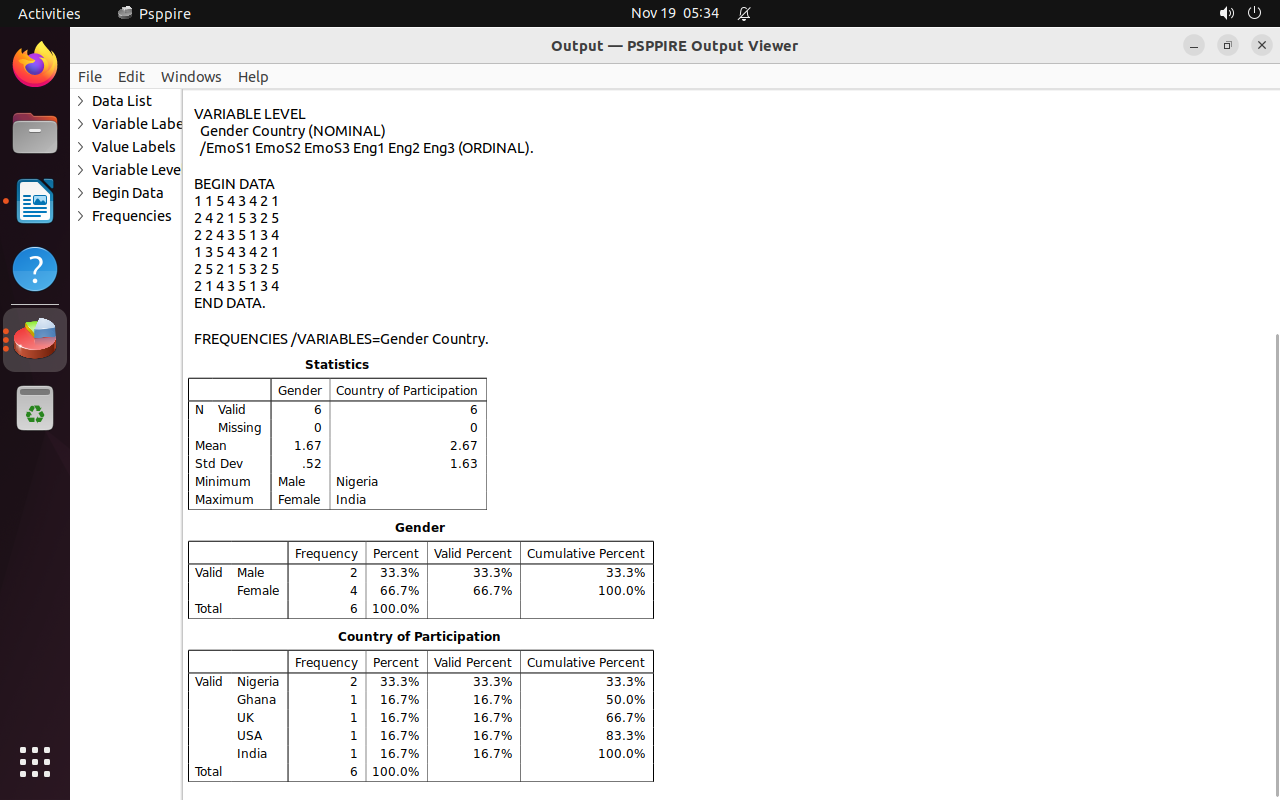 Activities Psppire Nov 19 05:34
Output — PSPPIRE Output Viewer
File Edit Windows Help
Data List
Variable Labe
Value Labels
Variable Leve
Begin Data
Frequencies
VARIABLE LEVEL
Gender Country (NOMINAL)
/EmoS1 EmoS2 EmoS3 Eng1 Eng2 Eng3 (ORDINAL).
BEGIN DATA
1 1 5 4 3 4 2 1
2 4 2 1 5 3 2 5
2 2 4 3 5 1 3 4
1 3 5 4 3 4 2 1
2 5 2 1 5 3 2 5
2 1 4 3 5 1 3 4
END DATA.
FREQUENCIES /VARIABLES=Gender Country.
Statistics
Gender Country of Participation
N Valid 6 6
Missing 0 0
Mean 1.67 2.67
Std Dev .52 1.63
Minimum Male Nigeria
Maximum Female India
Gender
Frequency Percent Valid Percent Cumulative Percent
Valid Male 2 33.3% 33.3% 33.3%
Female 4 66.7% 66.7% 100.0%
Total 6 100.0%
Country of Participation
Frequency Percent Valid Percent Cumulative Percent
Valid Nigeria 2 33.3% 33.3% 33.3%
Ghana 1 16.7% 16.7% 50.0%
UK 1 16.7% 16.7% 66.7%
USA 1 16.7% 16.7% 83.3%
India 1 16.7% 16.7% 100.0%
Total 6 100.0%